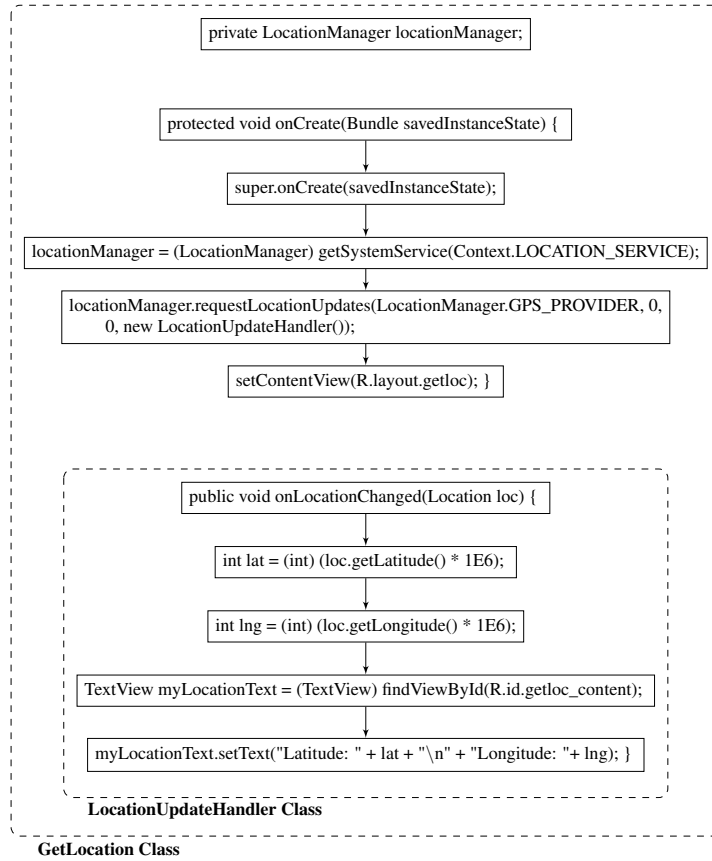 private LocationManager locationManager;
protected void onCreate(Bundle savedInstanceState) {
super.onCreate(savedInstanceState);
locationManager = (LocationManager) getSystemService(Context.LOCATION_SERVICE);
locationManager.requestLocationUpdates(LocationManager.GPS_PROVIDER, 0,
0, new LocationUpdateHandler());
setContentView(R.layout.getloc); }
public void onLocationChanged(Location loc) {
int lat = (int) (loc.getLatitude() * 1E6);
int lng = (int) (loc.getLongitude() * 1E6);
TextView myLocationText = (TextView) findViewById(R.id.getloc_content);
myLocationText.setText("Latitude: " + lat + "\n" + "Longitude: "+ lng); }
LocationUpdateHandler Class
GetLocation Class